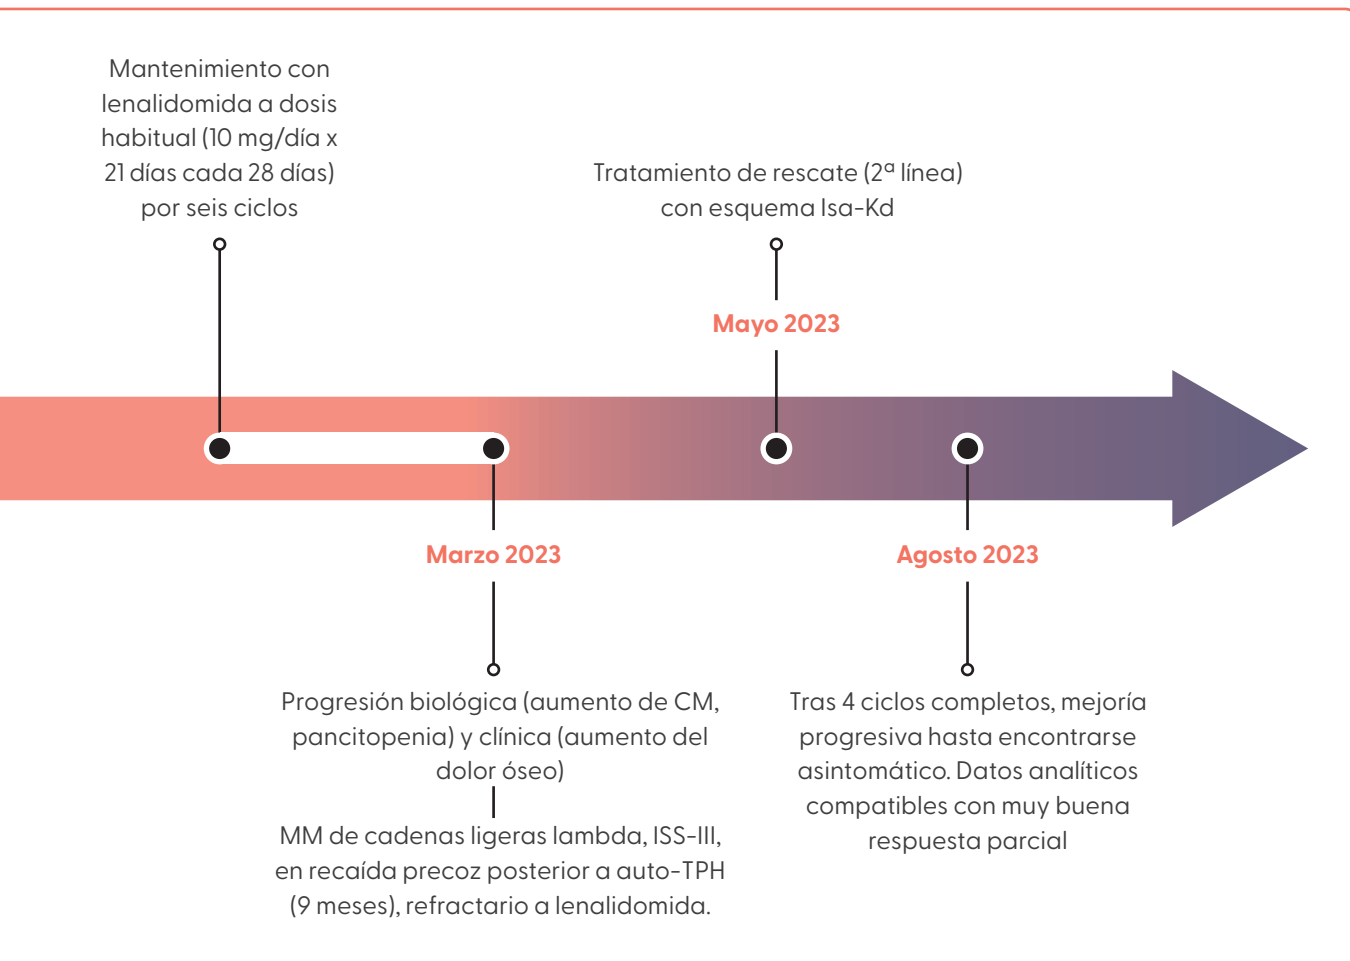 Mantenimiento con
lenalidomida a dosis
habitual (10 mg/día x
21 días cada 28 días)
por seis ciclos
Tratamiento de rescate (2ª línea)
con esquema Isa-Kd
Mayo 2023
Marzo 2023
Progresión biológica (aumento de CM,
pancitopenia) y clínica (aumento del
dolor óseo)
MM de cadenas ligeras lambda, ISS-III,
en recaída precoz posterior a auto-TPH
(9 meses), refractario a lenalidomida.
Agosto 2023
Tras 4 ciclos completos, mejoría
progresiva hasta encontrarse
asintomático. Datos analíticos
compatibles con muy buena
respuesta parcial